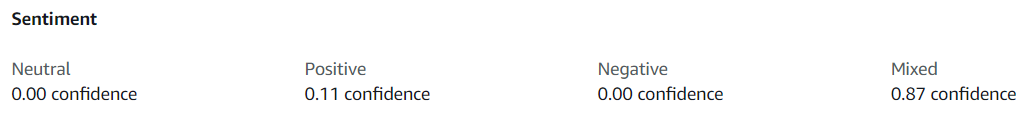 Sentiment
Neutral Positive Negative Mixed
0.00 confidence 0.11 confidence 0.00 confidence 0.87 confidence